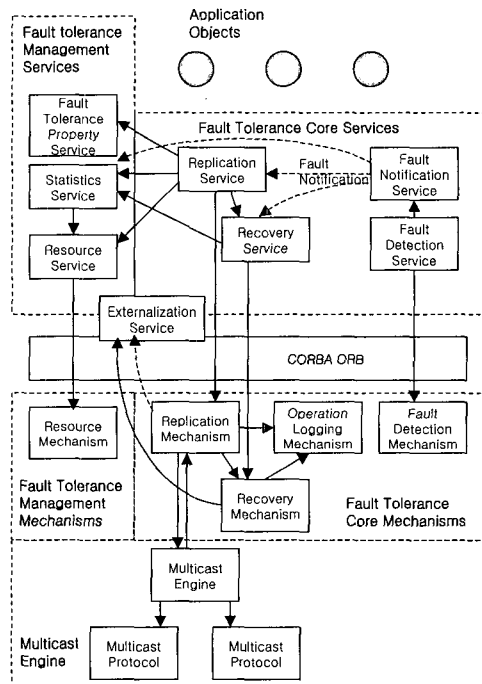 Application
Objects
Fault tolerance
Management
Services
Fault
Tolerance
Property
Service
Fault Tolerance Core Services
Replication
Service
Fault
Notification
Fault
Notification
Service
Statistics
Service
Recovery
Service
Fault
Detection
Service
Resource
Service
Externalization
Service
CORBA ORB
Resource
Mechanism
Replication
Mechanism
Operation
Logging
Mechanism
Fault
Detection
Mechanism
Fault Tolerance
Management
Mechanisms
Recovery
Mechanism
Fault Tolerance
Core Mechanisms
Multicast
Engine
Multicast
Engine
Multicast
Protocol
Multicast
Protocol